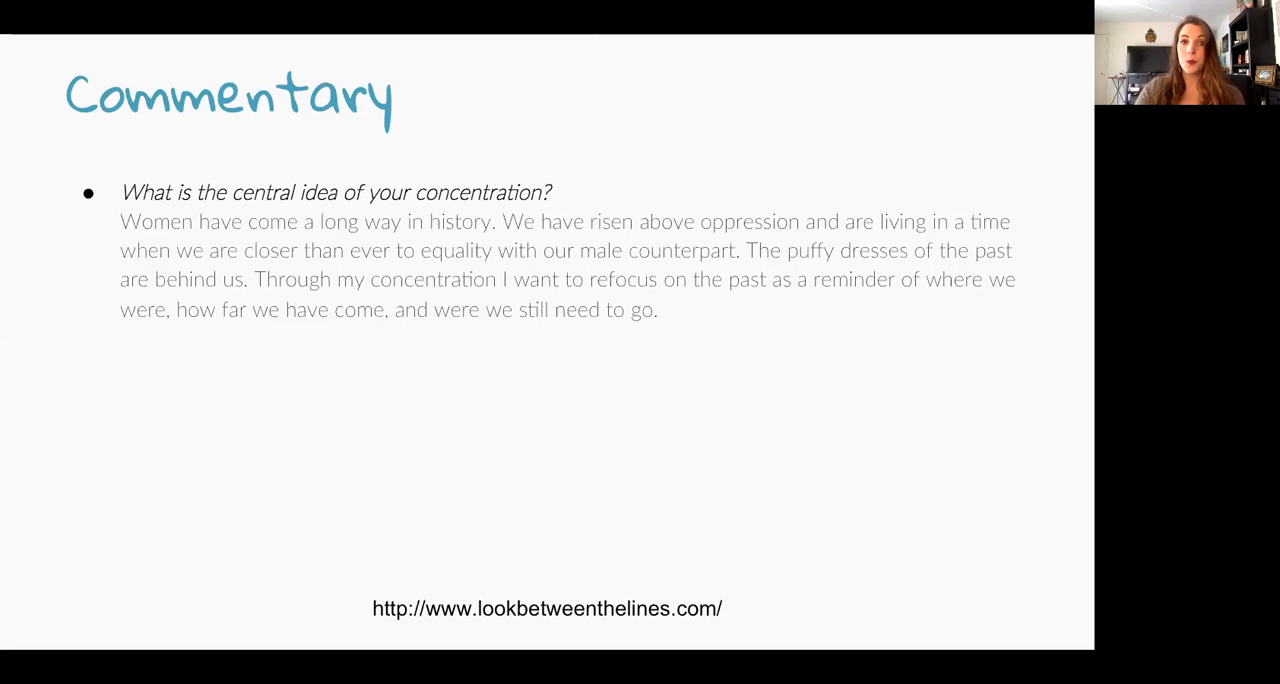 Commentary
● What is the central idea of your concentration?
Women have come a long way in history. We have risen above oppression and are living in a time
when we are closer than ever to equality with our male counterpart. The puffy dresses of the past
are behind us. Through my concentration I want to refocus on the past as a reminder of where we
were, how far we have come, and were we still need to go.
http://www.lookbetweenthelines.com/